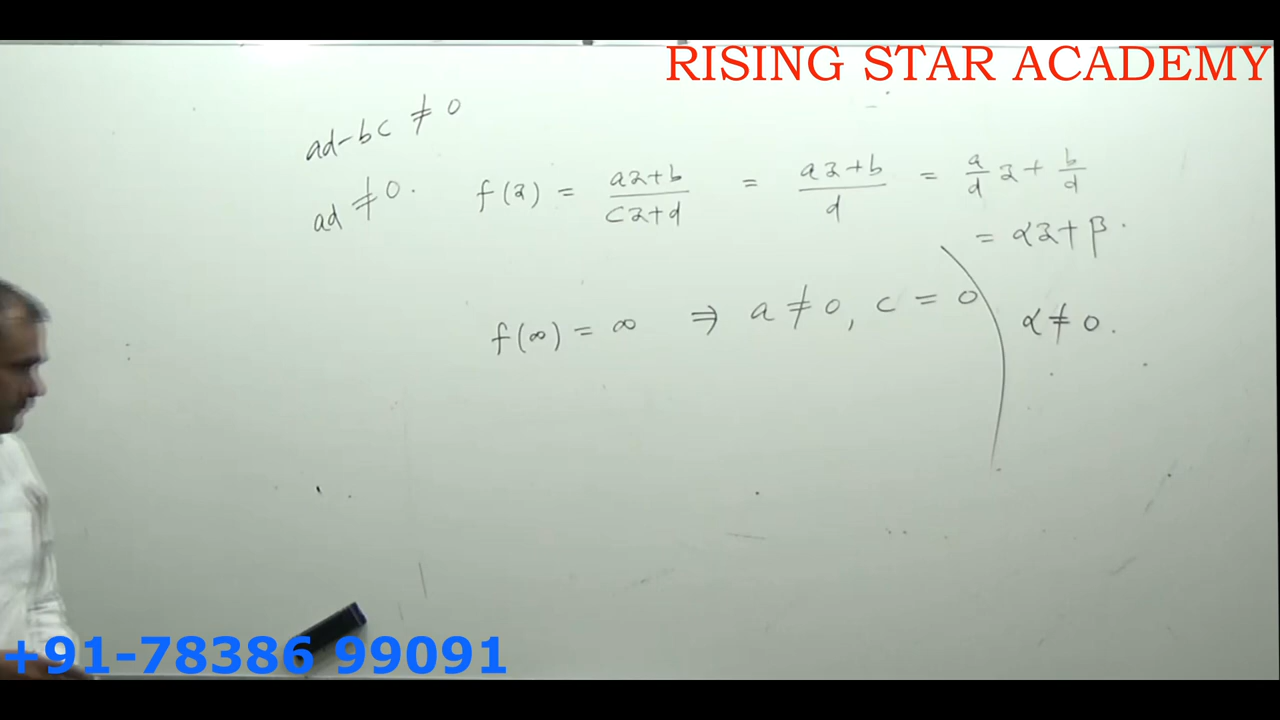 RISING STAR ACADEMY
ad-bc ≠ 0
ad ≠ 0.
f(z) = (az+b)/(cz+d) = (az+b)/d = a/d z + b/d
= αz+β.
f(∞) = ∞ ⇒ a ≠ 0, c = 0
α ≠ 0.
+91-78386 99091